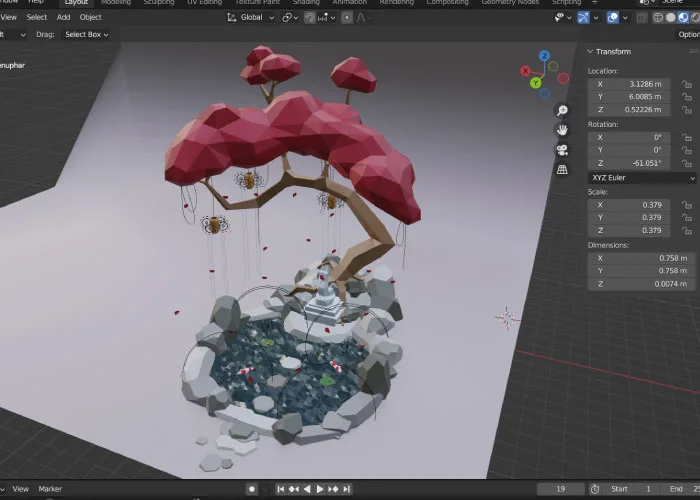 Help
Layout
Modeling
Sculpting
UV Editing
Texture Paint
Shading
Animation
Rendering
Compositing
Geometry Nodes
Scripting
+
Scene
View
Select
Add
Object
Global
Drag:
Select Box
Option
Z
X
Y
Transform
Location:
X 3.1286 m
Y 6.0085 m
Z 0.52226 m
Rotation:
X 0°
Y 0°
Z -61.051°
XYZ Euler
Scale:
X 0.379
Y 0.379
Z 0.379
Dimensions:
X 0.758 m
Y 0.758 m
Z 0.0074 m
View
Marker
19
Start 1
End